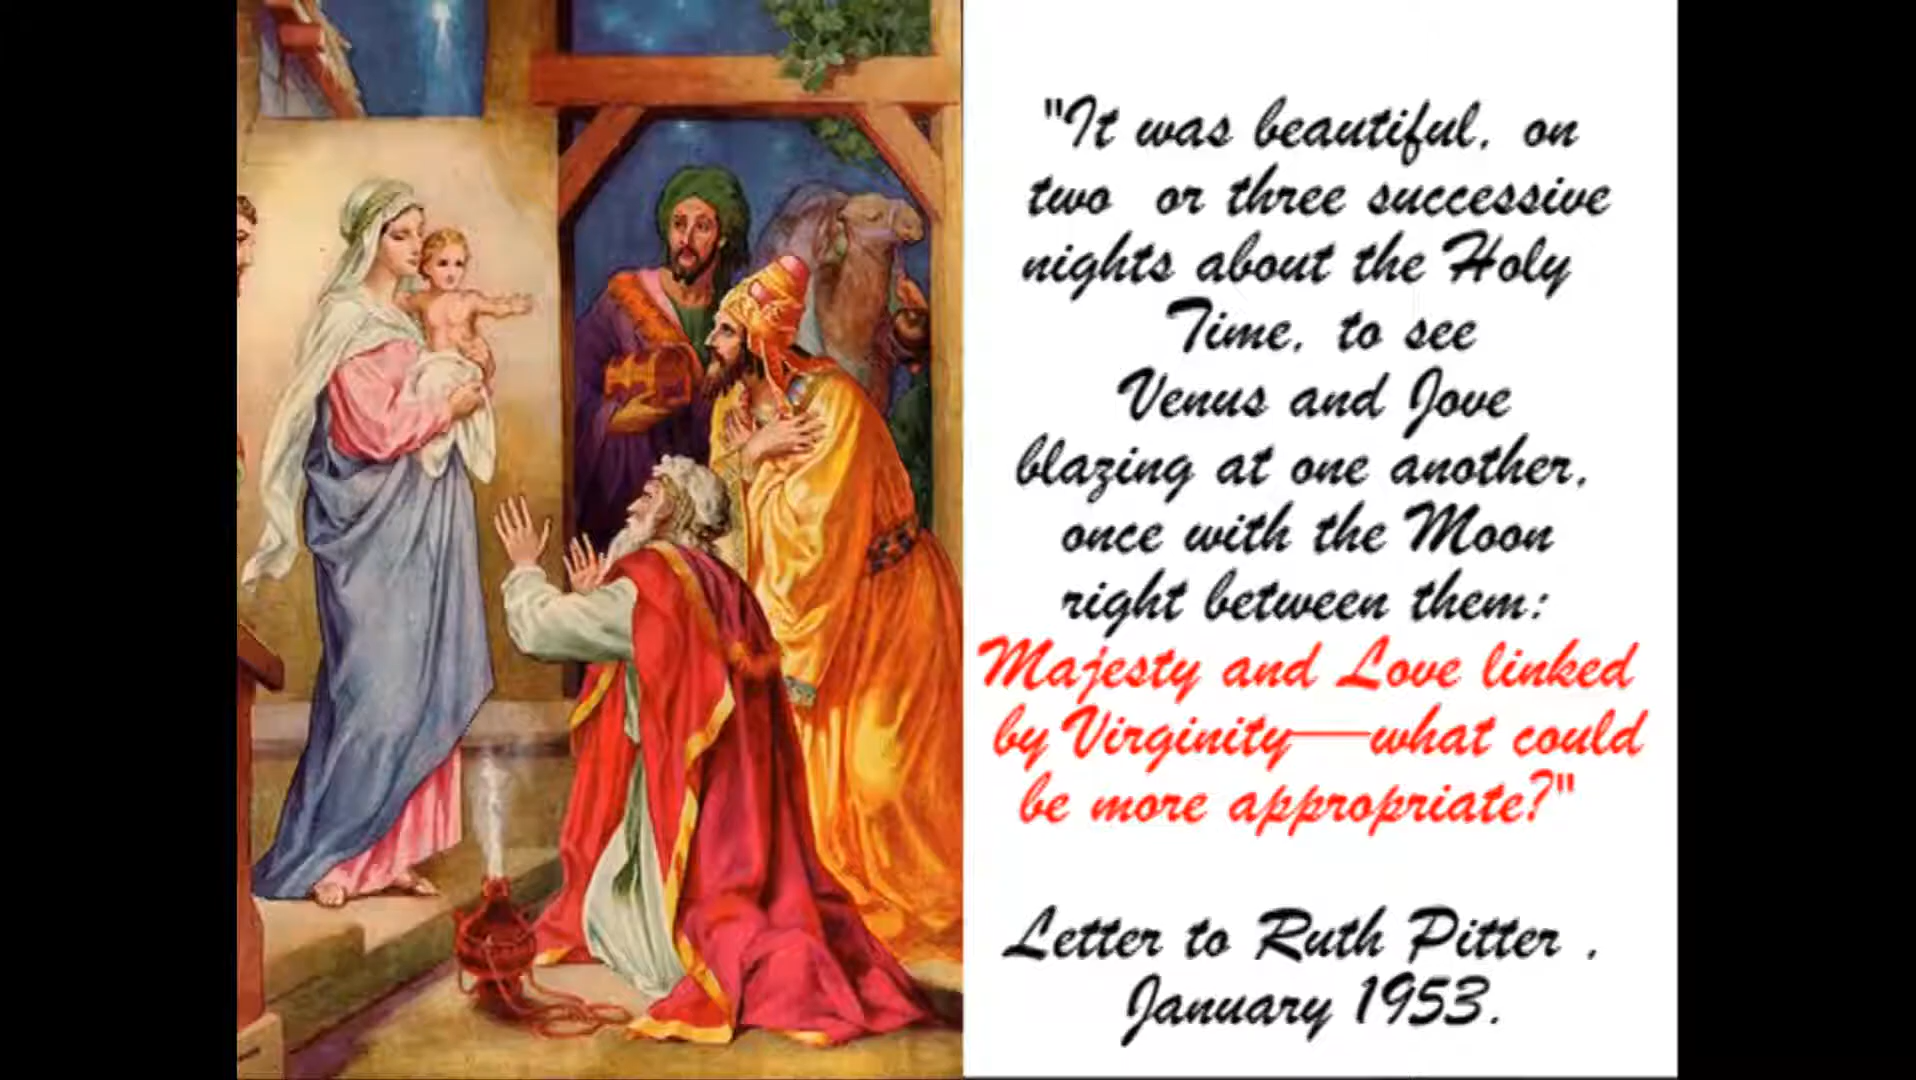 "It was beautiful, on
two or three successive
nights about the Holy
Time, to see
Venus and Jove
blazing at one another,
once with the Moon
right between them:
Majesty and Love linked
by Virginity—what could
be more appropriate?"
Letter to Ruth Pitter ,
January 1953.